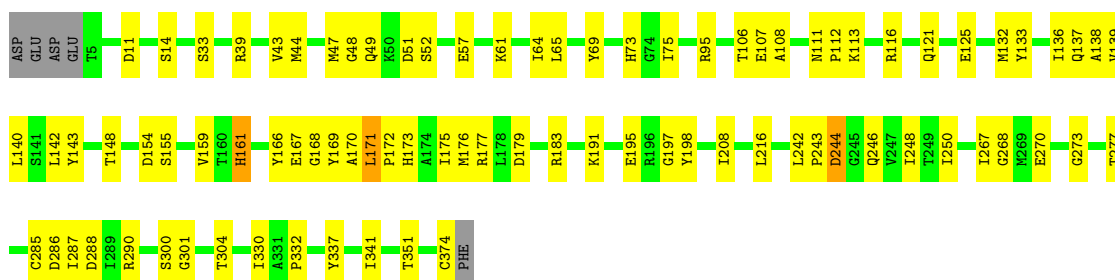 ASP GLU ASP GLU T5 D11 S14 S33 R39 V43 M44 M47 G48 Q49 K50 D51 S52 E57 K61 I64 L65 Y69 H73 G74 I75 R95 T106 E107 A108 N111 P112 K113 R116 Q121 E125 M132 Y133 I136 Q137 A138 V139
L140 S141 L142 Y143 T148 D154 S155 V159 T160 H161 Y166 E167 G168 Y169 A170 L171 P172 H173 A174 I175 M176 R177 L178 D179 R183 K191 E195 R196 G197 Y198 I208 L216 L242 P243 D244 G245 Q246 V247 I248 T249 I250 I267 G268 M269 E270 G273 T277
C285 D286 I287 D288 I289 R290 S300 G301 T304 I330 A331 P332 Y337 I341 T351 C374 PHE